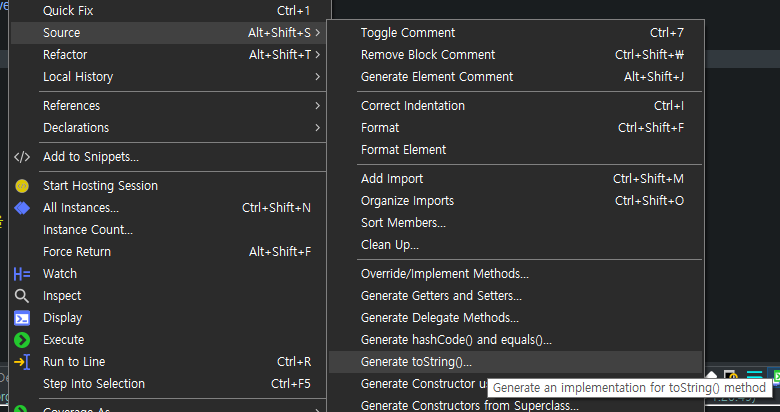 Quick Fix Ctrl+1
Source Alt+Shift+S >
Refactor Alt+Shift+T >
Local History >
References >
Declarations >
Add to Snippets...
Start Hosting Session
All Instances... Ctrl+Shift+N
Instance Count...
Force Return Alt+Shift+F
Watch
Inspect
Display
Execute
Run to Line Ctrl+R
Step Into Selection Ctrl+F5
Coverage As
Toggle Comment Ctrl+7
Remove Block Comment Ctrl+Shift+₩
Generate Element Comment Alt+Shift+J
Correct Indentation Ctrl+I
Format Ctrl+Shift+F
Format Element
Add Import Ctrl+Shift+M
Organize Imports Ctrl+Shift+O
Sort Members...
Clean Up...
Override/Implement Methods...
Generate Getters and Setters...
Generate Delegate Methods...
Generate hashCode() and equals()...
Generate toString()...
Generate Constructor
Generate an implementation for toString() method
Generate Constructors from Superclass...